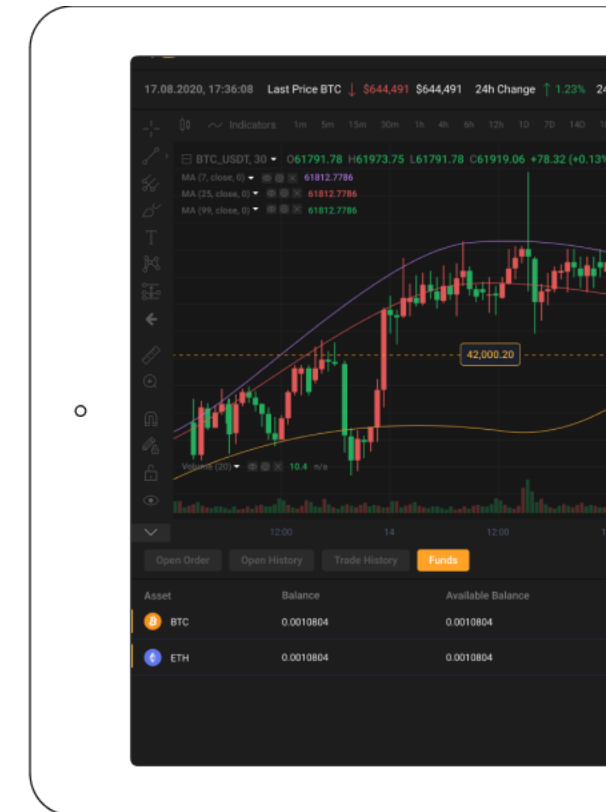 17.08.2020, 17:36:08 Last Price BTC ↓ $644,491 $644,491 24h Change ↑ 1.23% 24
Indicators 1m 5m 15m 30m 1h 4h 6h 12h 1D 7D 14D
BTC_USDT, 30 O61791.78 H61973.75 L61791.78 C61919.06 +78.32 (+0.13%
MA (7, close, 0) 61812.7786
MA (25, close, 0) 61812.7786
MA (99, close, 0) 61812.7786
42,000.20
Volume (20) 10.4 n/a
12:00 14 12:00
Open Order Open History Trade History Funds
Asset Balance Available Balance
BTC 0.0010804 0.0010804
ETH 0.0010804 0.0010804